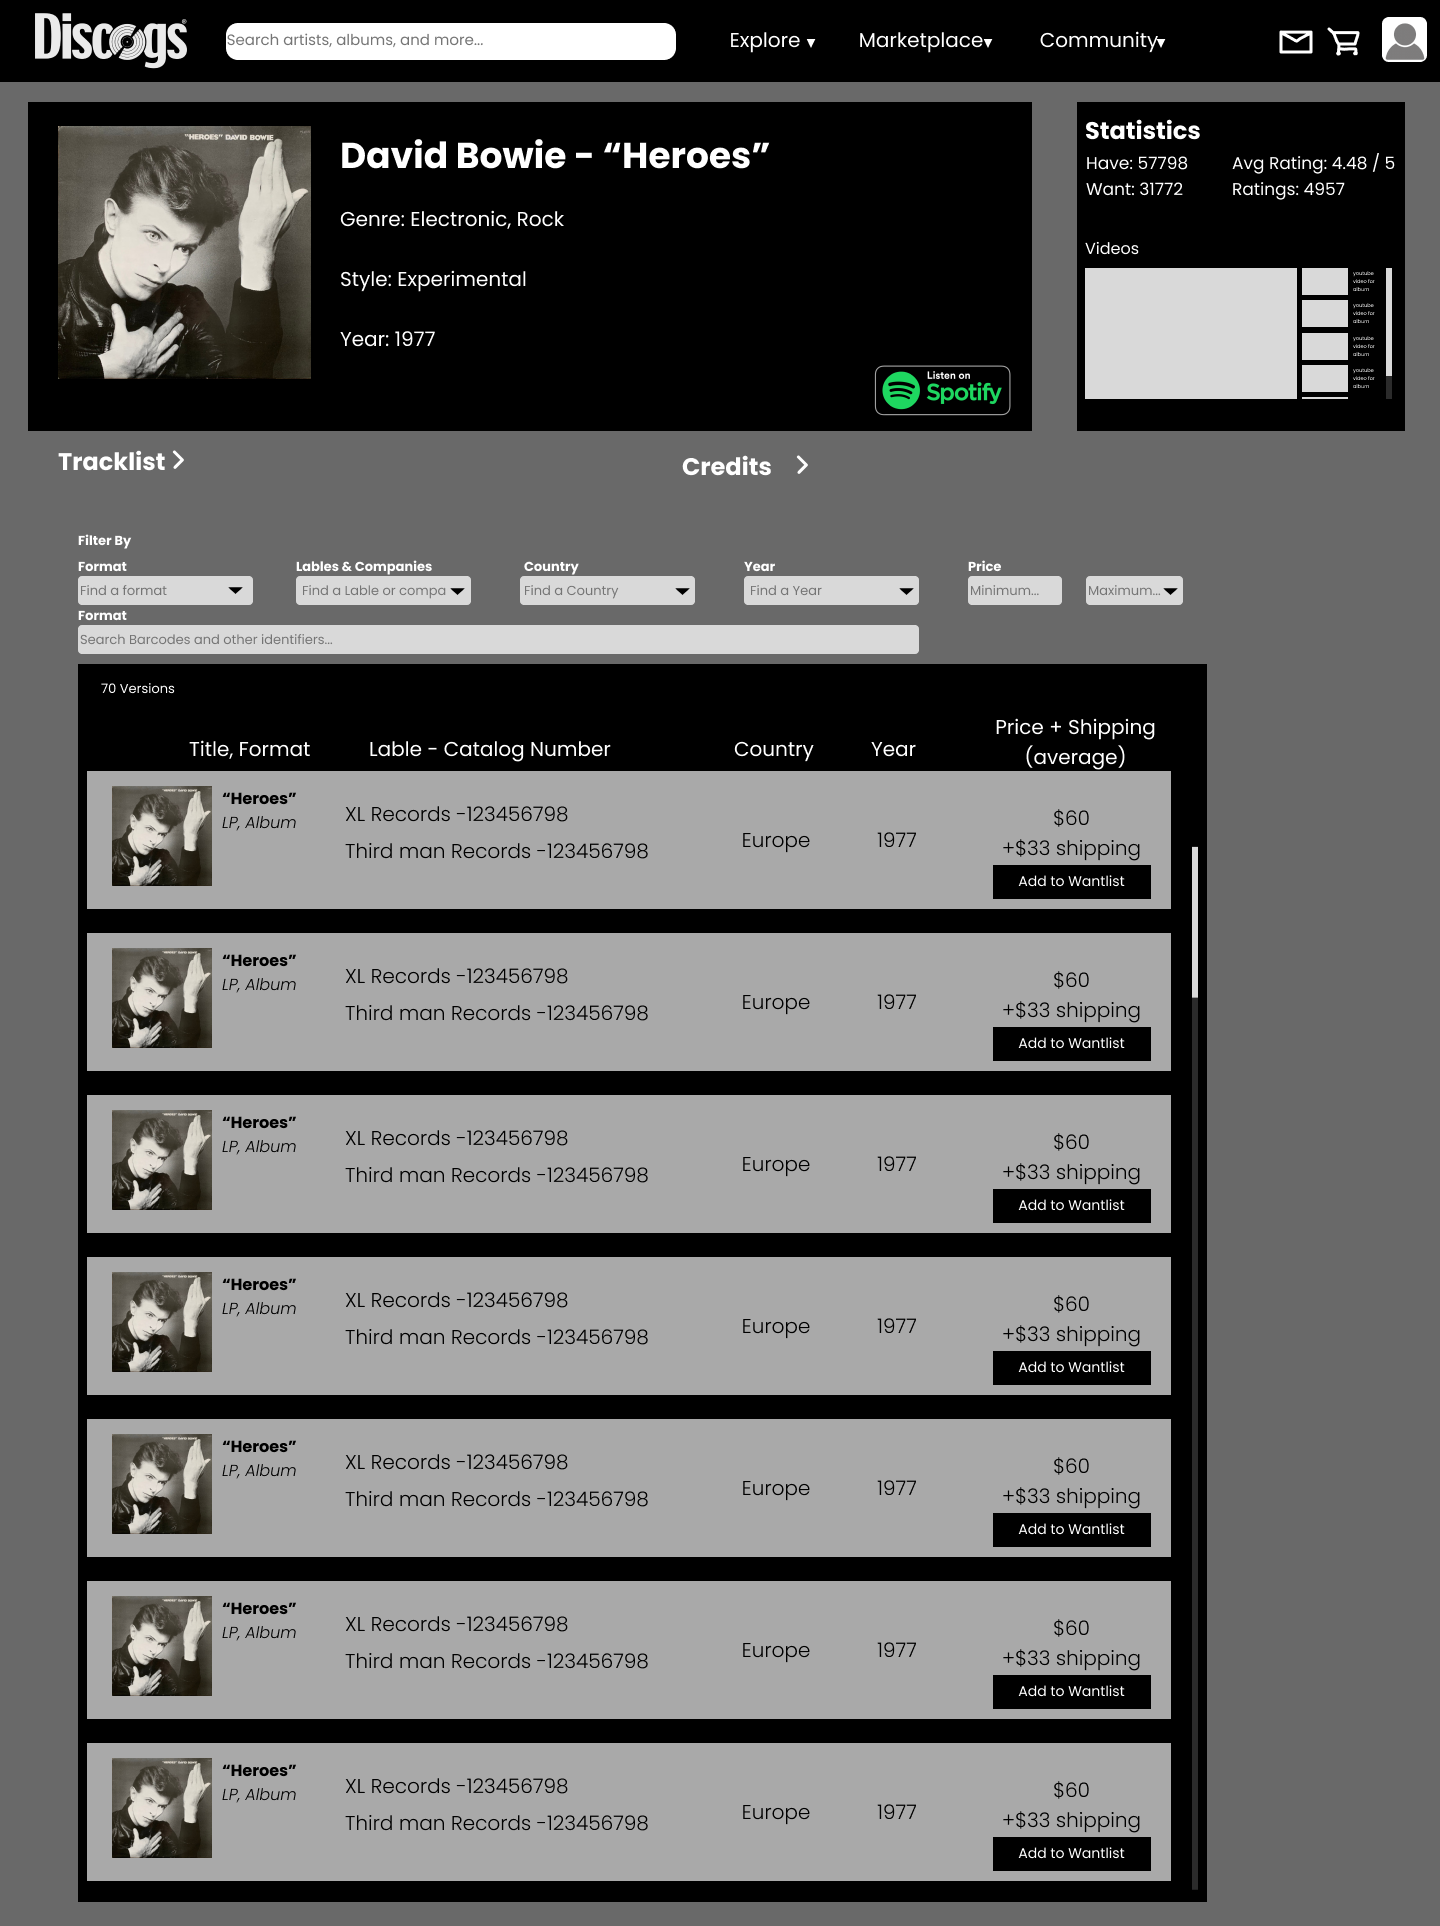 Discogs
Search artists, albums, and more...
Explore ▾
Marketplace▾
Community▾
"HEROES" DAVID BOWIE
David Bowie - “Heroes”
Genre: Electronic, Rock
Style: Experimental
Year: 1977
Listen on
Spotify
Statistics
Have: 57798
Avg Rating: 4.48 / 5
Want: 31772
Ratings: 4957
Videos
youtube
video for
album
youtube
video for
album
youtube
video for
album
youtube
video for
album
Tracklist
Credits
Filter By
Format
Lables & Companies
Country
Year
Price
Find a format
Find a Lable or compa
Find a Country
Find a Year
Minimum...
Maximum...
Format
Search Barcodes and other identifiers...
70 Versions
Title, Format
Lable - Catalog Number
Country
Year
Price + Shipping
(average)
“Heroes”
LP, Album
XL Records -123456798
Third man Records -123456798
Europe
1977
$60
+$33 shipping
Add to Wantlist
“Heroes”
LP, Album
XL Records -123456798
Third man Records -123456798
Europe
1977
$60
+$33 shipping
Add to Wantlist
“Heroes”
LP, Album
XL Records -123456798
Third man Records -123456798
Europe
1977
$60
+$33 shipping
Add to Wantlist
“Heroes”
LP, Album
XL Records -123456798
Third man Records -123456798
Europe
1977
$60
+$33 shipping
Add to Wantlist
“Heroes”
LP, Album
XL Records -123456798
Third man Records -123456798
Europe
1977
$60
+$33 shipping
Add to Wantlist
“Heroes”
LP, Album
XL Records -123456798
Third man Records -123456798
Europe
1977
$60
+$33 shipping
Add to Wantlist
“Heroes”
LP, Album
XL Records -123456798
Third man Records -123456798
Europe
1977
$60
+$33 shipping
Add to Wantlist